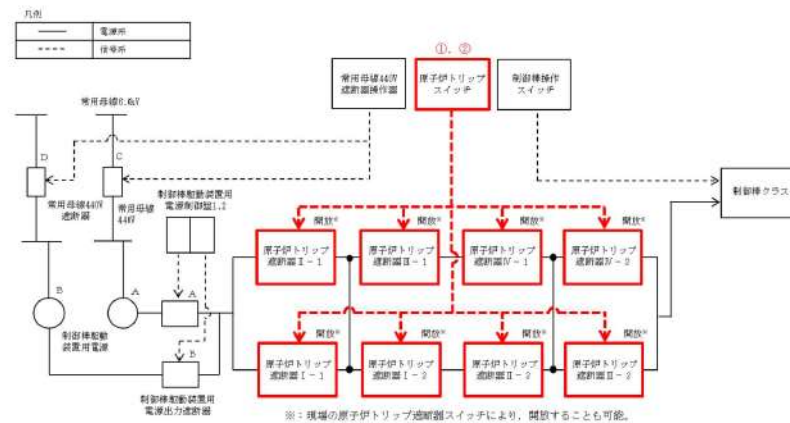 凡例
電源系
信号系
①，②
常用母線440V
遮断器操作器
原子炉トリップ
スイッチ
制御棒操作
スイッチ
常用母線6.6kV
D
C
常用母線440V
遮断器
常用母線
440V
制御棒駆動装置用
電源制御盤1,2
制御棒クラスタ
開放※
開放※
開放※
開放※
原子炉トリップ
遮断器Ⅱ－1
原子炉トリップ
遮断器Ⅲ－1
原子炉トリップ
遮断器Ⅳ－1
原子炉トリップ
遮断器Ⅳ－2
B
A
A
制御棒駆動
装置用電源
B
制御棒駆動装置用
電源出力遮断器
開放※
開放※
開放※
開放※
原子炉トリップ
遮断器Ⅰ－1
原子炉トリップ
遮断器Ⅰ－2
原子炉トリップ
遮断器Ⅱ－2
原子炉トリップ
遮断器Ⅲ－2
※：現場の原子炉トリップ遮断器スイッチにより，開放することも可能。